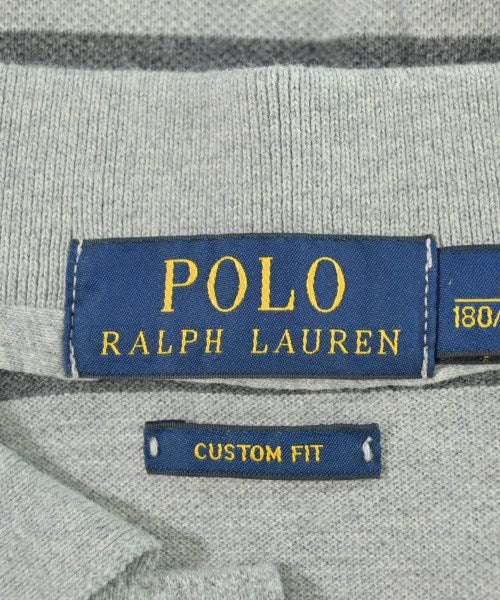 POLO
RALPH LAUREN
180/
CUSTOM FIT